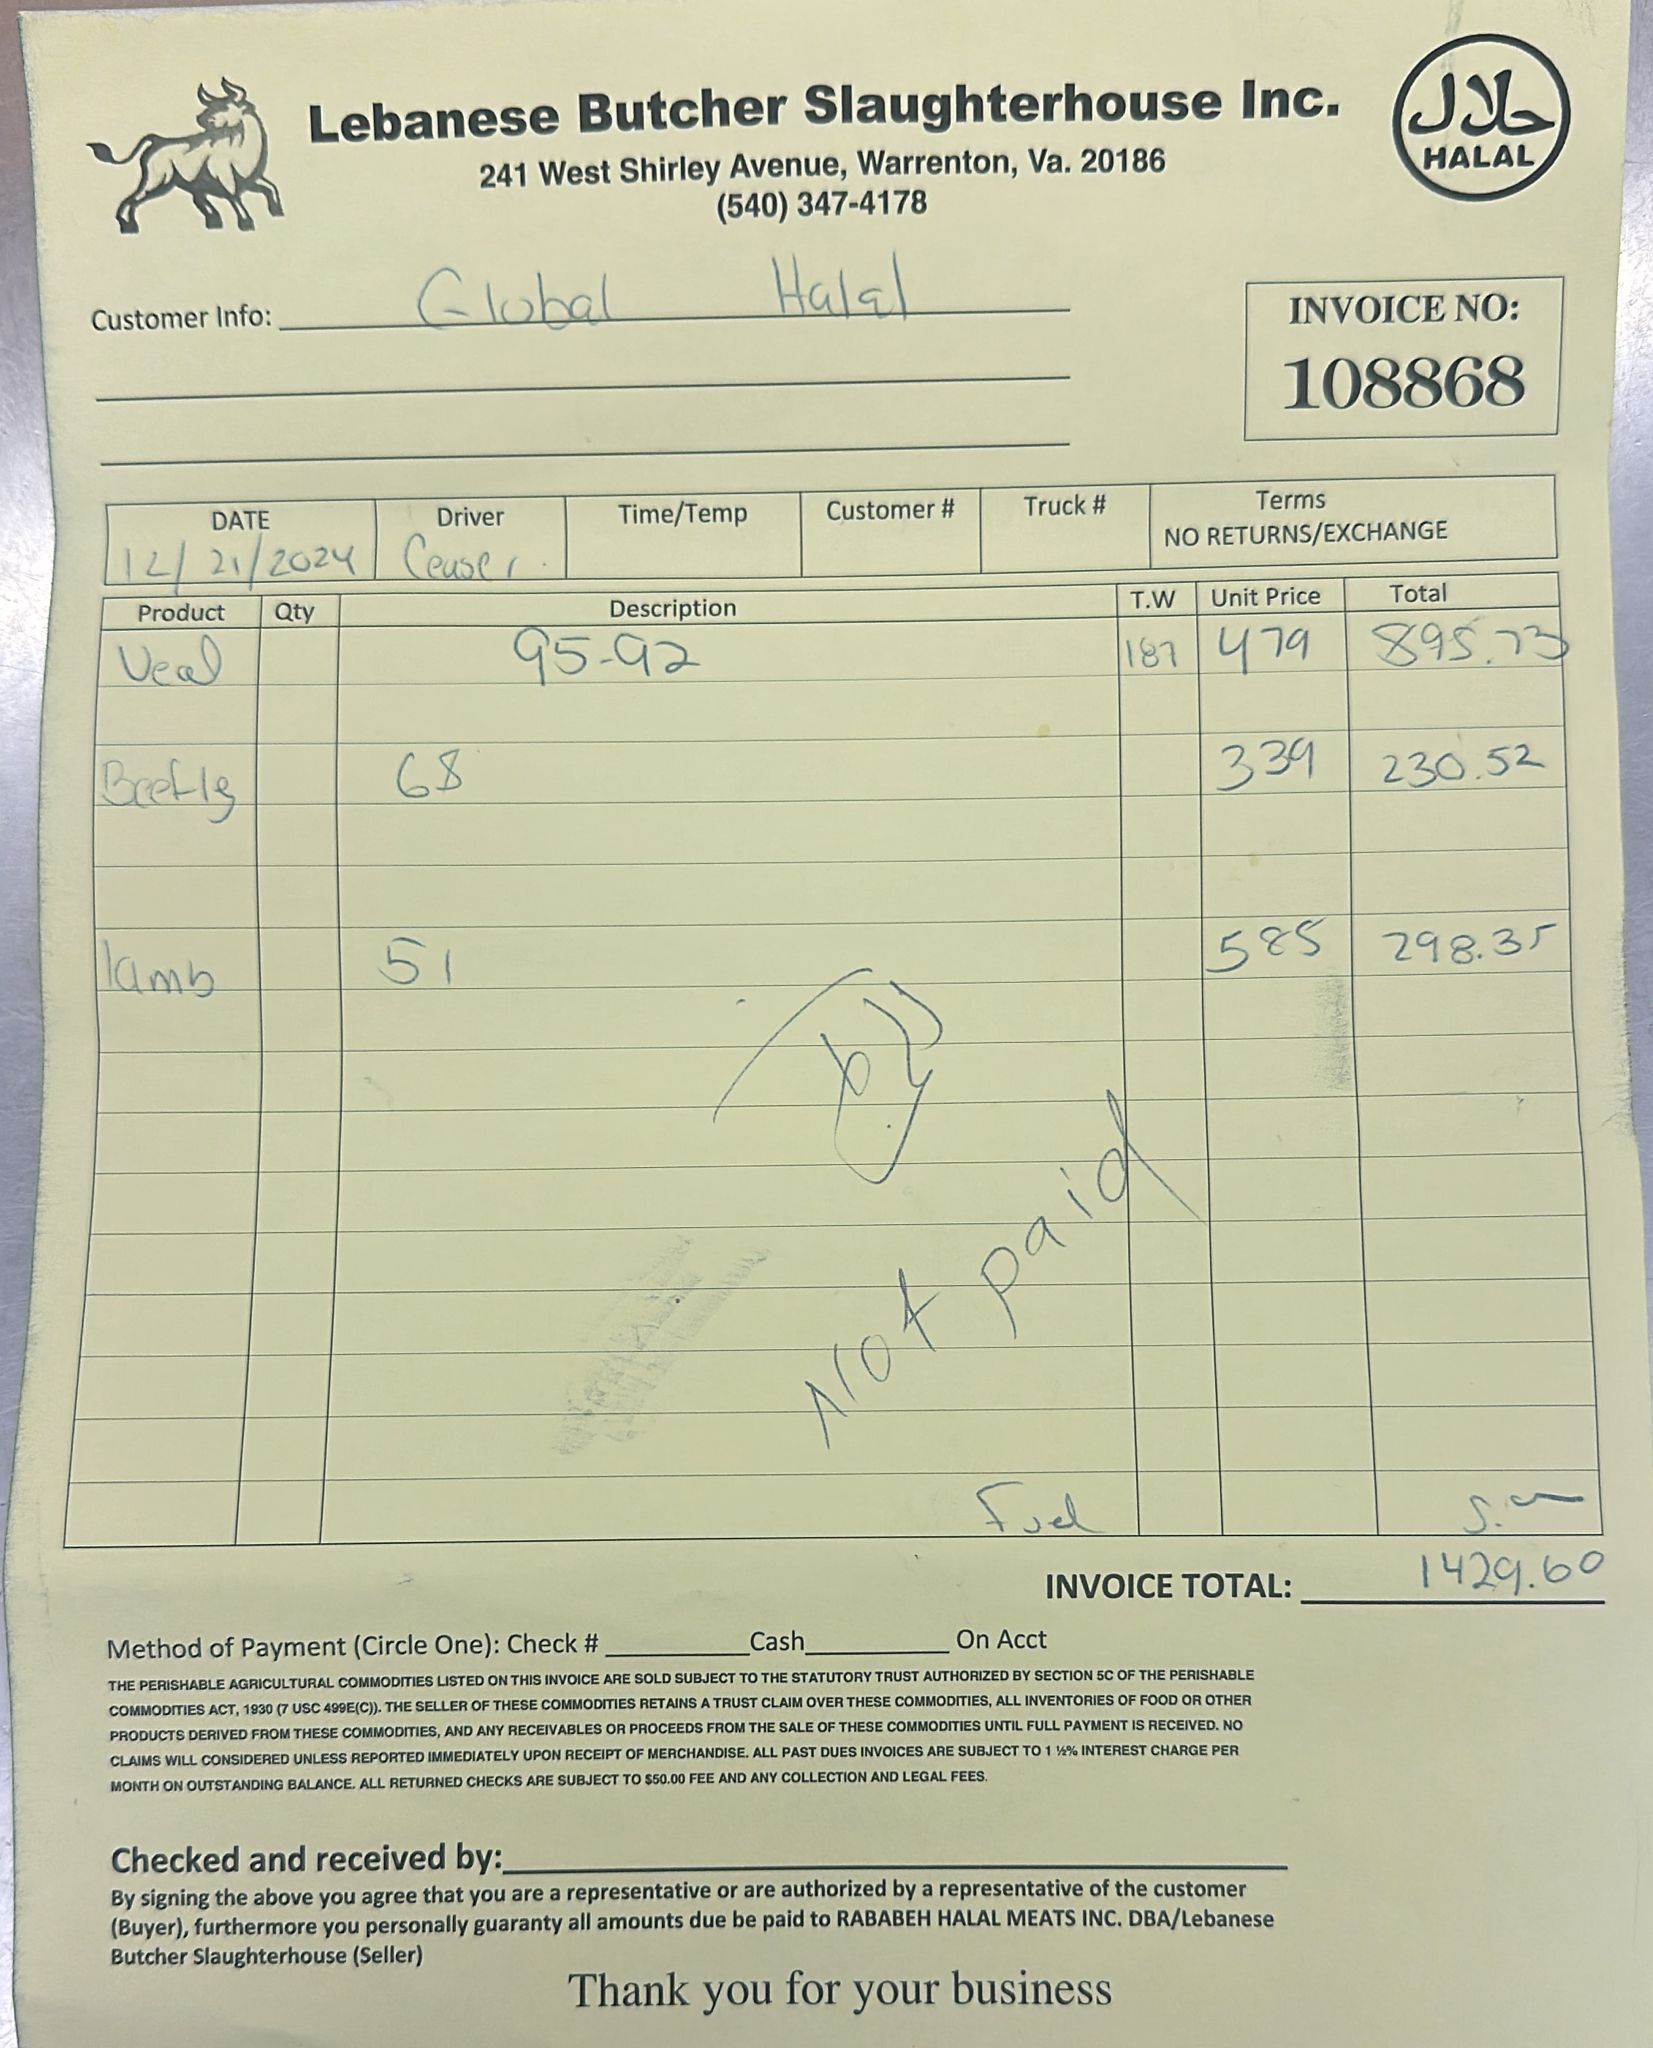 Lebanese Butcher Slaughterhouse Inc.
241 West Shirley Avenue, Warrenton, Va. 20186
(540) 347-4178
حلال
HALAL
Customer Info: Global Halal
INVOICE NO:
108868
DATE Driver Time/Temp Customer # Truck # Terms
NO RETURNS/EXCHANGE
12/21/2024 Ceuser
Product Qty Description T.W Unit Price Total
Veal 95-92 187 479 895.73
Beef lg 68 339 230.52
lamb 51 585 298.35
Not paid
Fuel 5.00
INVOICE TOTAL: 1429.60
Method of Payment (Circle One): Check # Cash On Acct
THE PERISHABLE AGRICULTURAL COMMODITIES LISTED ON THIS INVOICE ARE SOLD SUBJECT TO THE STATUTORY TRUST AUTHORIZED BY SECTION 5C OF THE PERISHABLE
COMMODITIES ACT, 1930 (7 USC 499E(C)). THE SELLER OF THESE COMMODITIES RETAINS A TRUST CLAIM OVER THESE COMMODITIES, ALL INVENTORIES OF FOOD OR OTHER
PRODUCTS DERIVED FROM THESE COMMODITIES, AND ANY RECEIVABLES OR PROCEEDS FROM THE SALE OF THESE COMMODITIES UNTIL FULL PAYMENT IS RECEIVED. NO
CLAIMS WILL CONSIDERED UNLESS REPORTED IMMEDIATELY UPON RECEIPT OF MERCHANDISE. ALL PAST DUES INVOICES ARE SUBJECT TO 1 ½% INTEREST CHARGE PER
MONTH ON OUTSTANDING BALANCE. ALL RETURNED CHECKS ARE SUBJECT TO $50.00 FEE AND ANY COLLECTION AND LEGAL FEES.
Checked and received by:
By signing the above you agree that you are a representative or are authorized by a representative of the customer
(Buyer), furthermore you personally guaranty all amounts due be paid to RABABEH HALAL MEATS INC. DBA/Lebanese
Butcher Slaughterhouse (Seller)
Thank you for your business